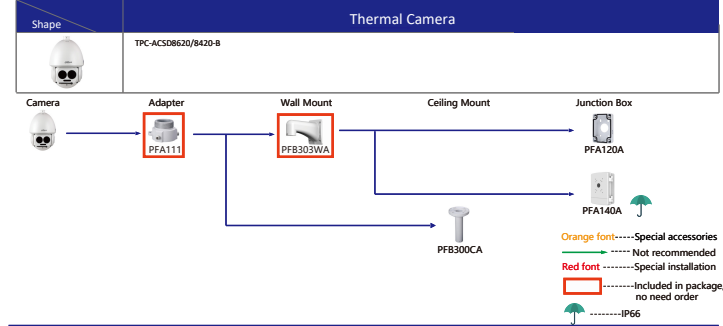 Shape
Thermal Camera
TPC-ACSD8620/8420-B
Camera
Adapter
Wall Mount
Ceiling Mount
Junction Box
PFA111
PFB303WA
PFA120A
PFA140A
PFB300CA
Orange font-----Special accessories
----- Not recommended
Red font --------Special installation
--------Included in package,
no need order
--------IP66